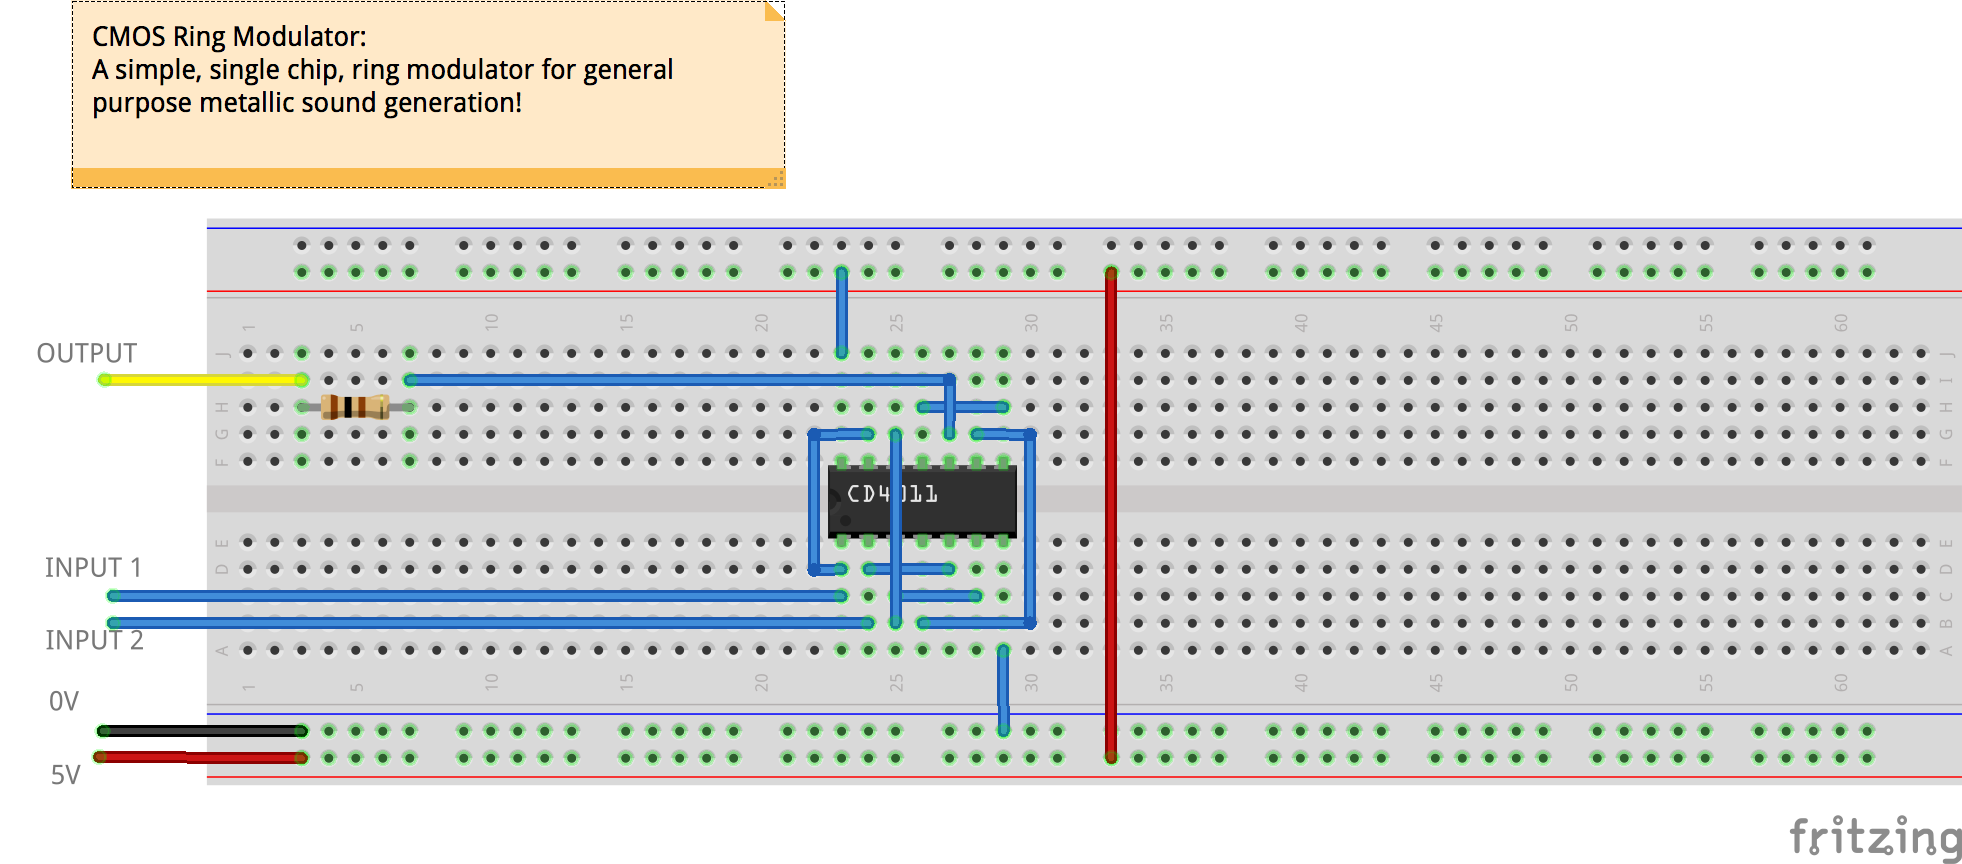 CMOS Ring Modulator:
A simple, single chip, ring modulator for general
purpose metallic sound generation!
1 5 10 15 20 25 30 35 40 45 50 55 60
OUTPUT
J J
I I
H H
G G
F F
CD4011
E E
INPUT 1
D D
C C
B B
INPUT 2
A A
1 5 10 15 20 25 30 35 40 45 50 55 60
0V
5V
fritzing